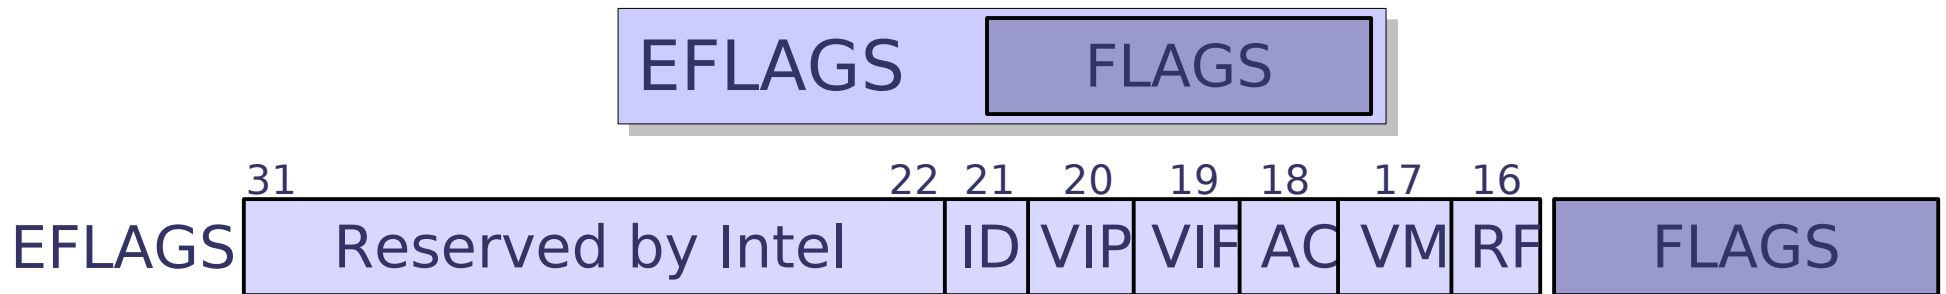 EFLAGS FLAGS
31 22 21 20 19 18 17 16
EFLAGS Reserved by Intel ID VIP VIF AC VM RF FLAGS